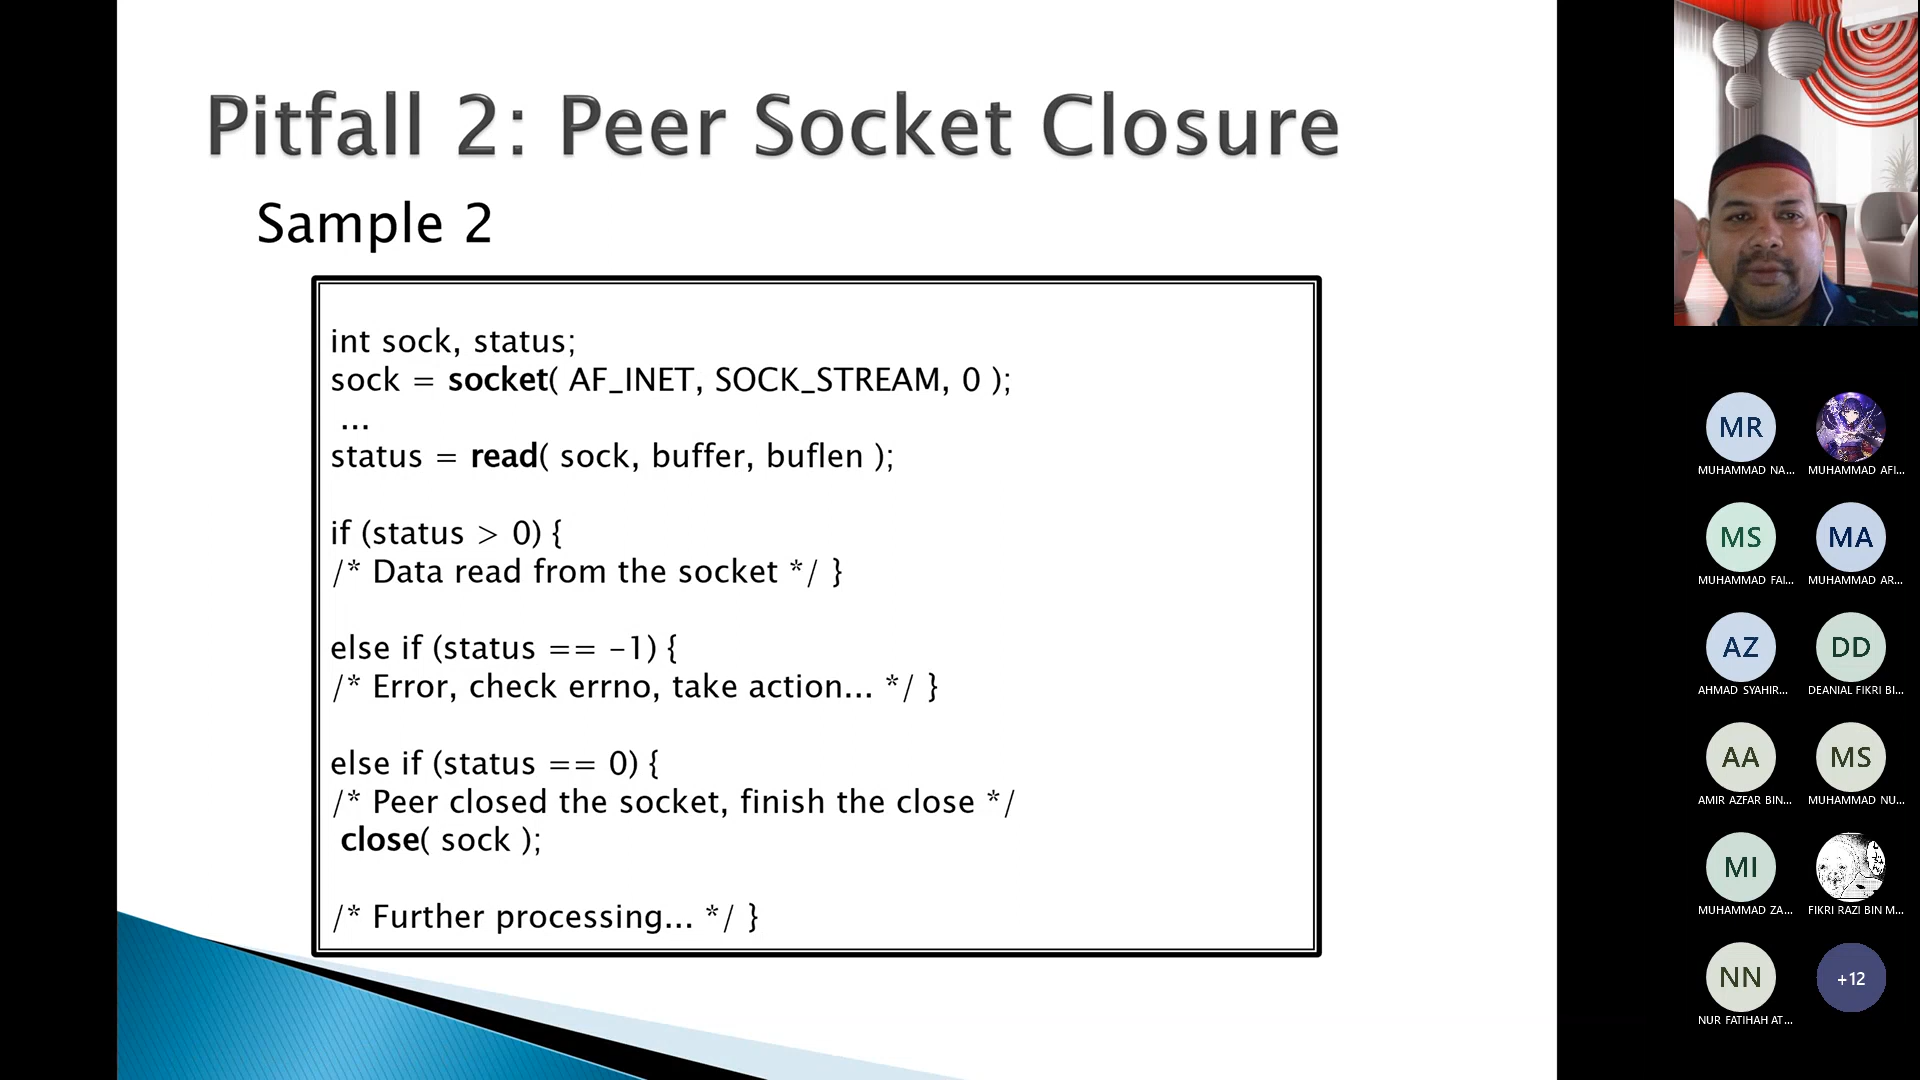 Pitfall 2: Peer Socket Closure
Sample 2
int sock, status;
sock = socket( AF_INET, SOCK_STREAM, 0 );
...
status = read( sock, buffer, buflen );
if (status > 0) {
/* Data read from the socket */ }
else if (status == -1) {
/* Error, check errno, take action... */ }
else if (status == 0) {
/* Peer closed the socket, finish the close */
close( sock );
/* Further processing... */ }
MR
MUHAMMAD NA...
MUHAMMAD AFI...
MS
MUHAMMAD FAI...
MA
MUHAMMAD AR...
AZ
AHMAD SYAHIR...
DD
DEANIAL FIKRI BI...
AA
AMIR AZFAR BIN...
MS
MUHAMMAD NU...
MI
MUHAMMAD ZA...
FIKRI RAZI BIN M...
NN
NUR FATIHAH AT...
+12